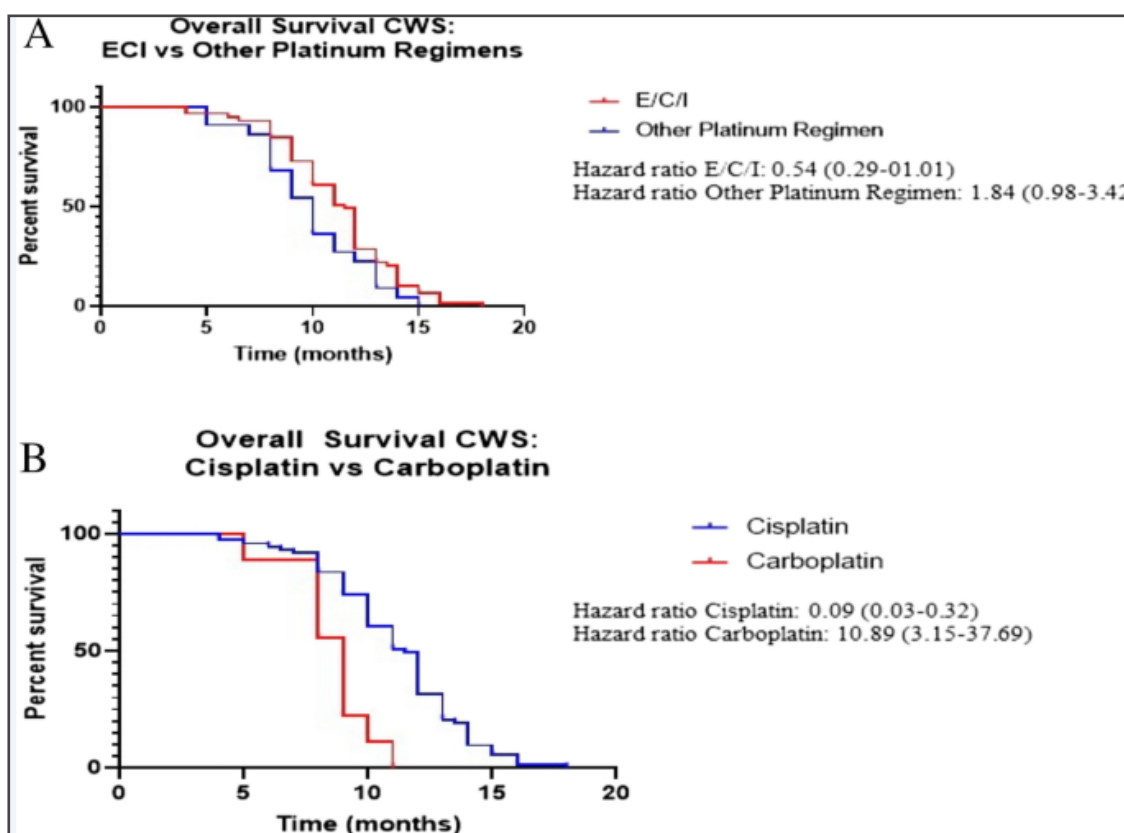 A
Overall Survival CWS:
ECI vs Other Platinum Regimens
100
50
0
Percent survival
0 5 10 15 20
Time (months)
E/C/I
Other Platinum Regimen
Hazard ratio E/C/I: 0.54 (0.29-01.01)
Hazard ratio Other Platinum Regimen: 1.84 (0.98-3.42
B
Overall Survival CWS:
Cisplatin vs Carboplatin
100
50
0
Percent survival
0 5 10 15 20
Time (months)
Cisplatin
Carboplatin
Hazard ratio Cisplatin: 0.09 (0.03-0.32)
Hazard ratio Carboplatin: 10.89 (3.15-37.69)